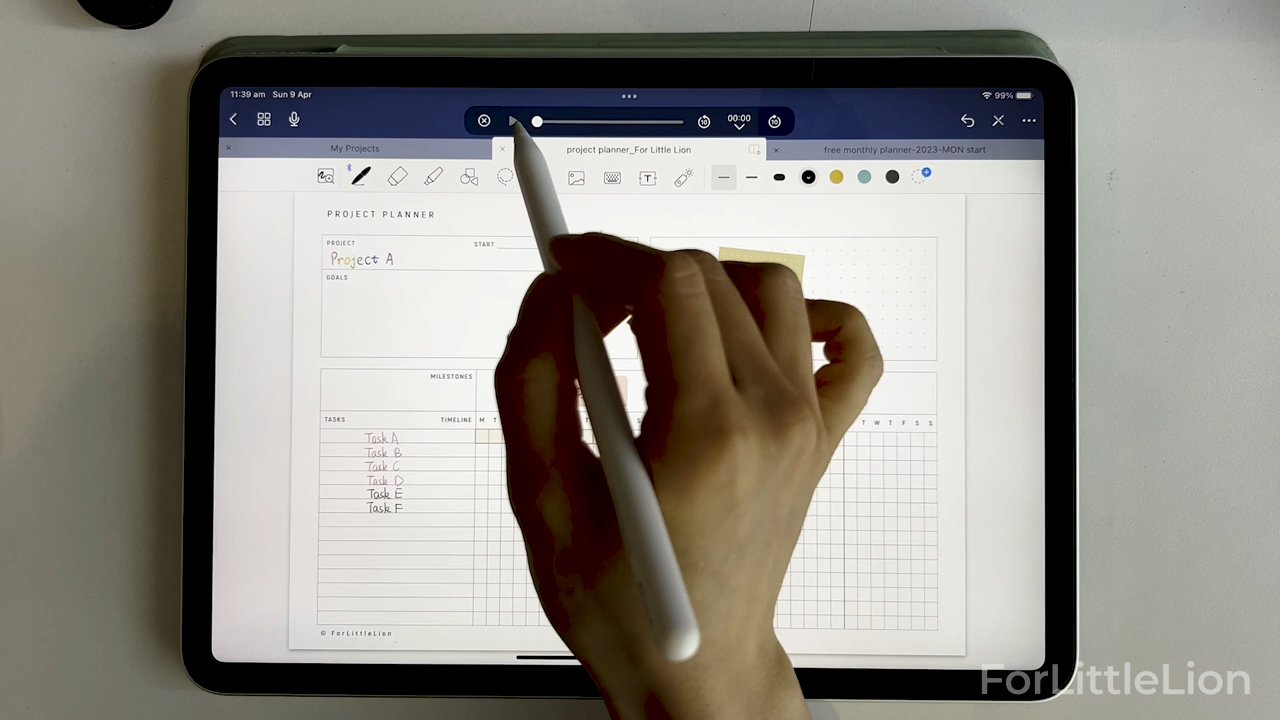 11:39 am Sun 9 Apr
99%
10 00:00 10
My Projects
project planner_For Little Lion
free monthly planner-2023-MON start
T
PROJECT PLANNER
PROJECT START
Project A
GOALS
MILESTONES
TASKS TIMELINE M T T W T F S S
Task A
Task B
Task C
Task D
Task E
Task F
© ForLittleLion
ForLittleLion